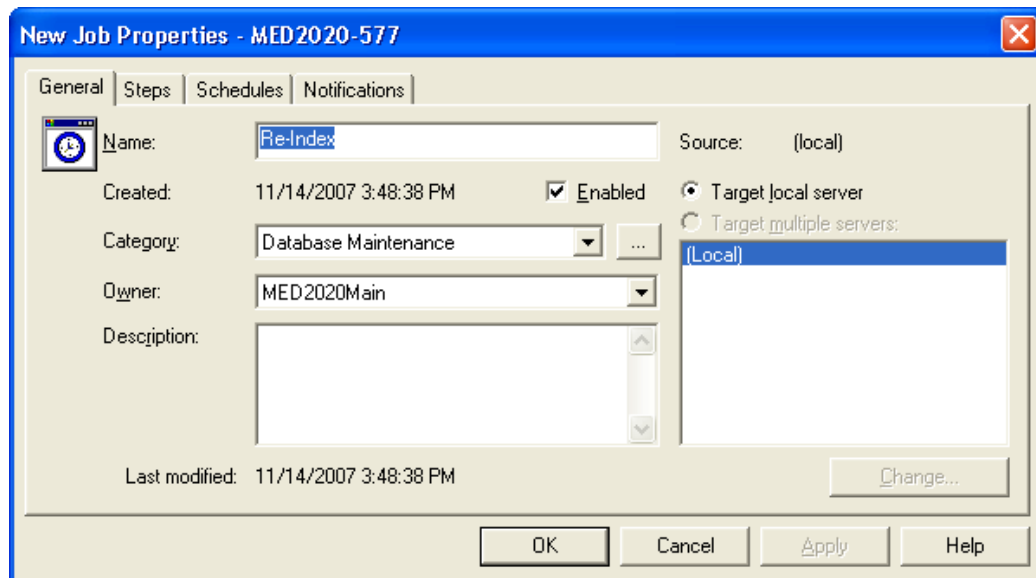 New Job Properties - MED2020-577
General Steps Schedules Notifications
Name: Re-Index Source: (local)
Created: 11/14/2007 3:48:38 PM Enabled Target local server
Target multiple servers:
Category: Database Maintenance ... (Local)
Owner: MED2020Main
Description:
Last modified: 11/14/2007 3:48:38 PM Change...
OK Cancel Apply Help